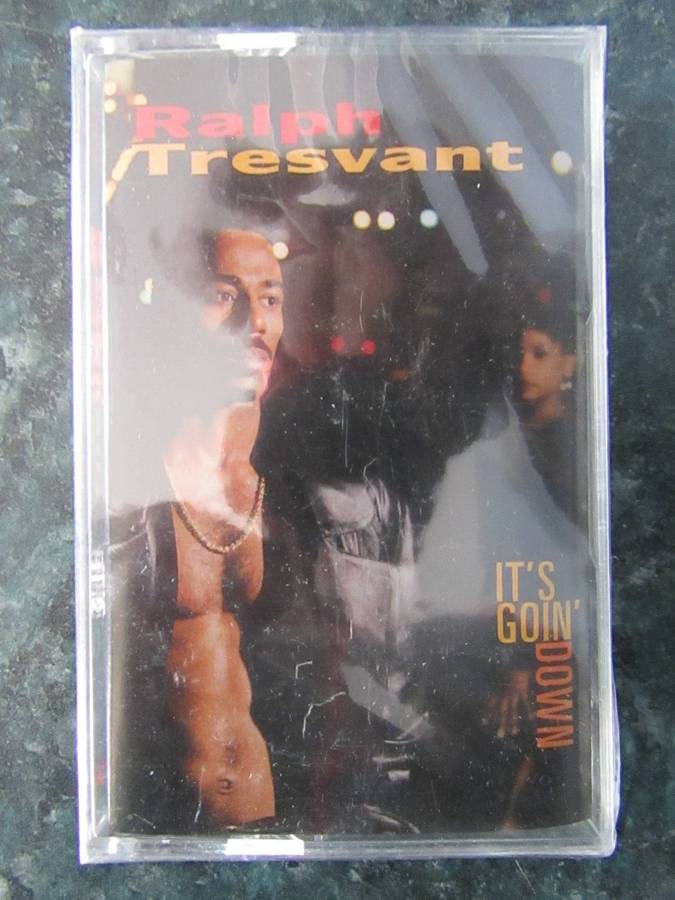 Ralph
Tresvant
IT'S
GOIN'
DOWN